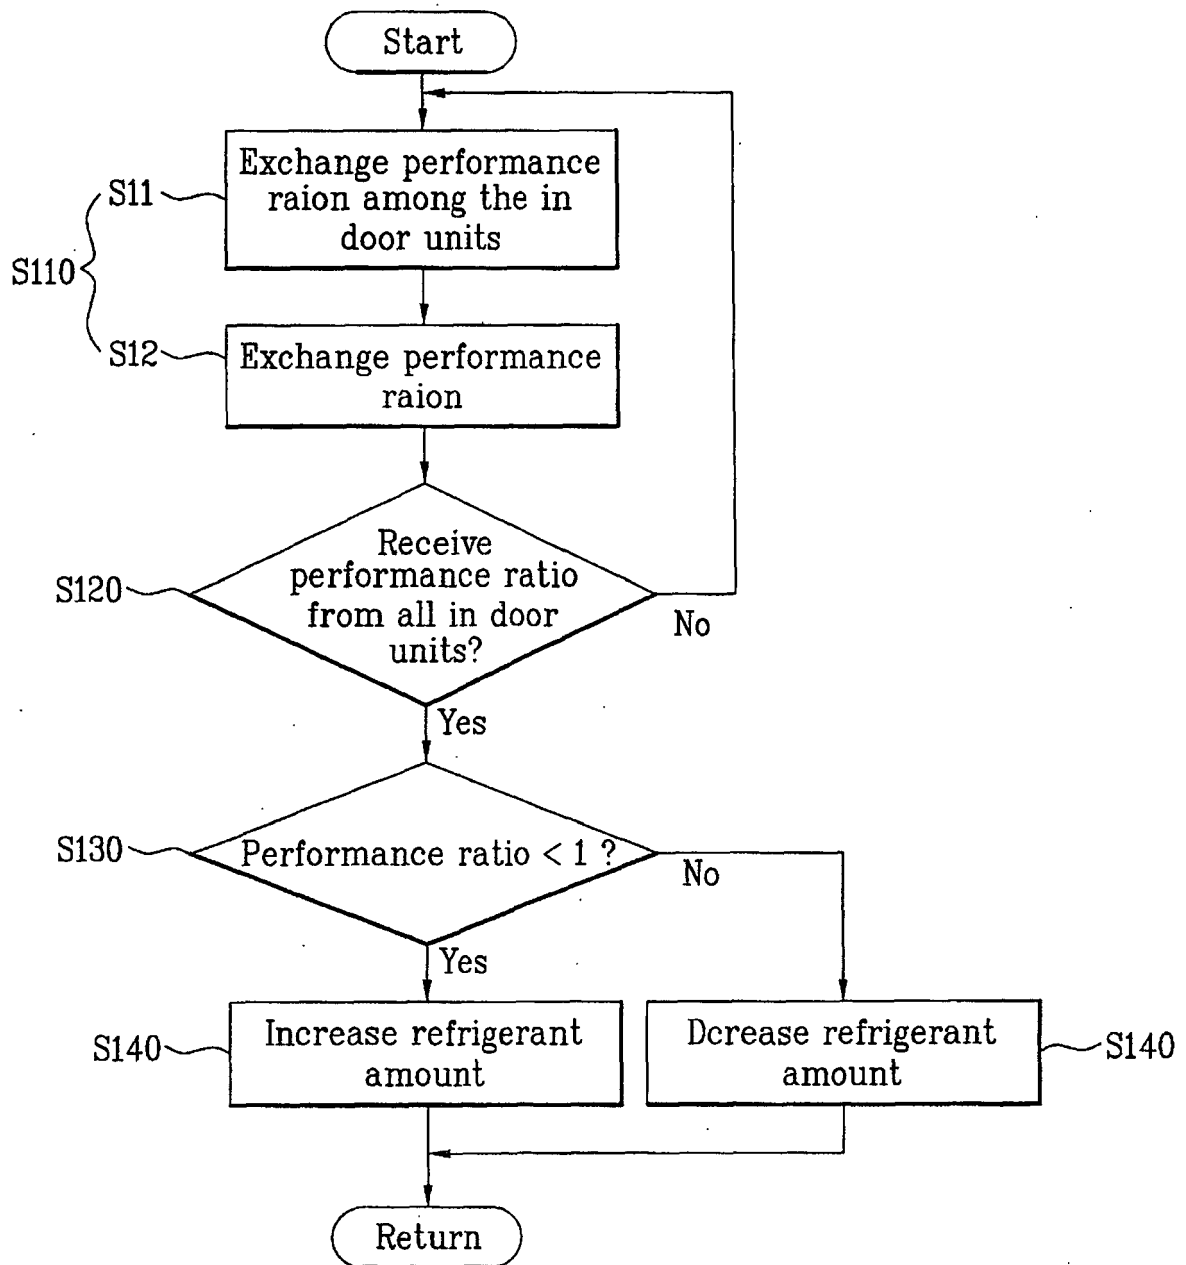 Start
Exchange performance
raion among the in
door units
S11
S110
S12
Exchange performance
raion
S120
Receive
performance ratio
from all in door
units?
No
Yes
S130
Performance ratio < 1 ?
No
Yes
S140
Increase refrigerant
amount
Dcrease refrigerant
amount
S140
Return